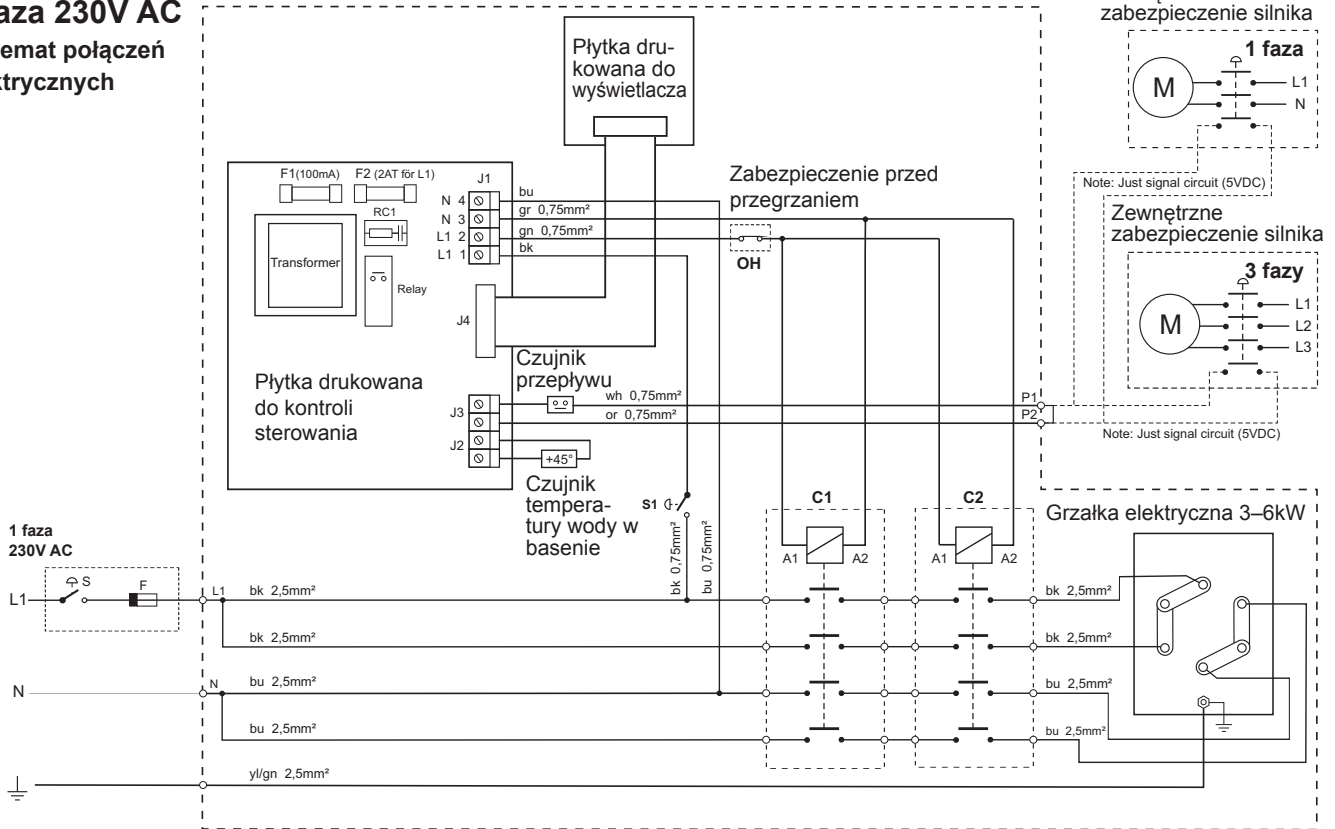 aza 230V AC
emat połączeń
ktrycznych
Płytka dru-
kowana do
wyświetlacza
zabezpieczenie silnika
1 faza
M
L1
N
Note: Just signal circuit (5VDC)
Zewnętrzne
zabezpieczenie silnika
3 fazy
M
L1
L2
L3
Note: Just signal circuit (5VDC)
F1(100mA)
F2 (2AT för L1)
J1
RC1
Transformer
Relay
N 4
N 3
L1 2
L1 1
bu
gr 0,75mm²
gn 0,75mm²
bk
J4
Zabezpieczenie przed
przegrzaniem
OH
Płytka drukowana
do kontroli
sterowania
Czujnik
przepływu
J3
J2
wh 0,75mm²
or 0,75mm²
P1
P2
+45°
Czujnik
tempera-
tury wody w
basenie
S1
bk 0,75mm²
bu 0,75mm²
C1
A1
A2
C2
A1
A2
Grzałka elektryczna 3–6kW
1 faza
230V AC
L1
S
F
L1
bk 2,5mm²
bk 2,5mm²
bk 2,5mm²
bk 2,5mm²
N
N
bu 2,5mm²
bu 2,5mm²
bu 2,5mm²
bu 2,5mm²
yl/gn 2,5mm²